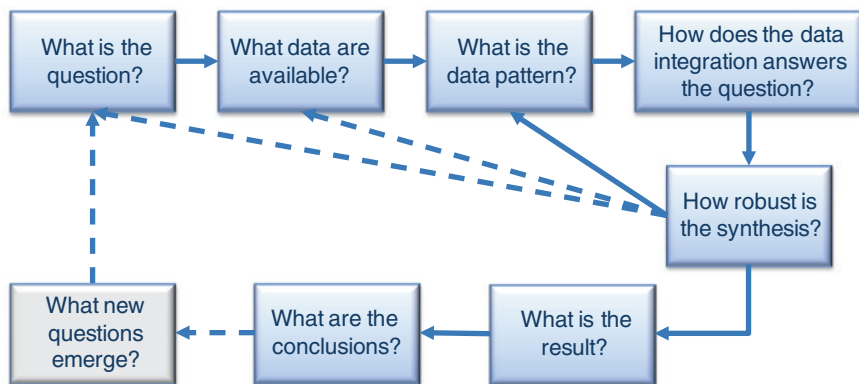 What is the
question?
What data are
available?
What is the
data pattern?
How does the data
integration answers
the question?
How robust is
the synthesis?
What new
questions
emerge?
What are the
conclusions?
What is the
result?